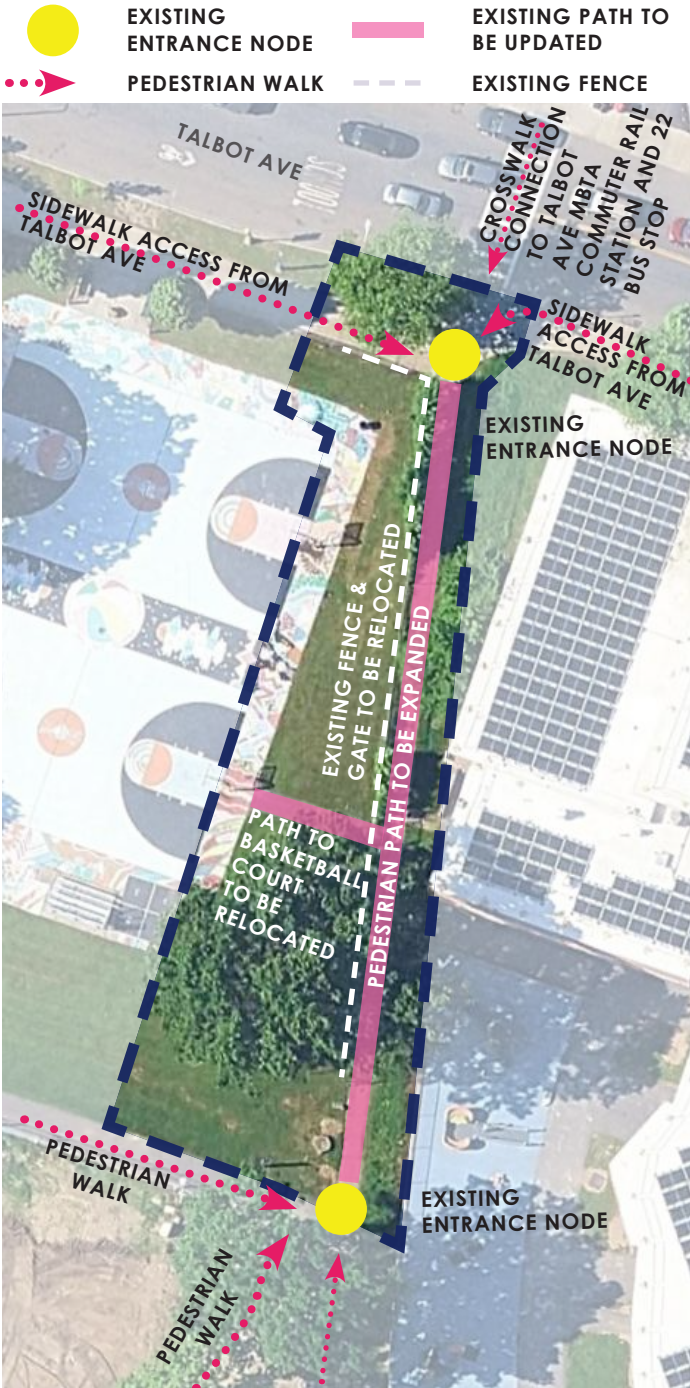 EXISTING
ENTRANCE NODE
EXISTING PATH TO
BE UPDATED
PEDESTRIAN WALK
EXISTING FENCE
TALBOT AVE
SCHOOL
CROSSWALK
CONNECTION
TO TALBOT
AVE MBTA
COMMUTER RAIL
STATION AND 22
BUS STOP
SIDEWALK ACCESS FROM
TALBOT AVE
SIDEWALK
ACCESS FROM
TALBOT AVE
EXISTING
ENTRANCE NODE
EXISTING FENCE &
GATE TO BE RELOCATED
PEDESTRIAN PATH TO BE EXPANDED
PATH TO
BASKETBALL
COURT
TO BE
RELOCATED
PEDESTRIAN
WALK
EXISTING
ENTRANCE NODE
PEDESTRIAN
WALK